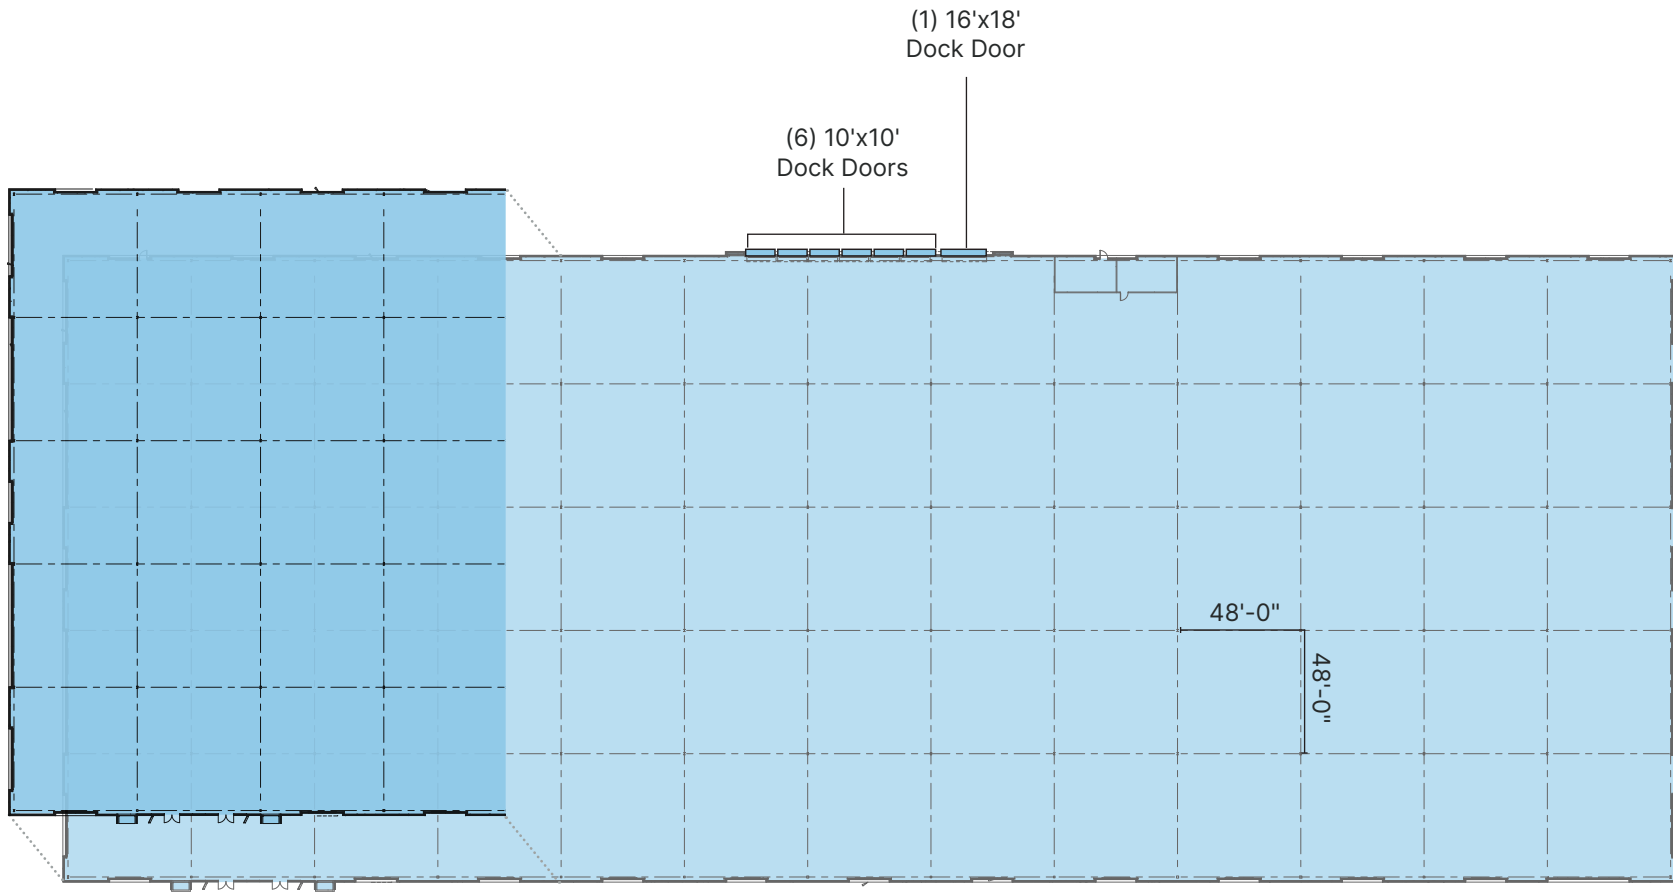 (1) 16'x18'
Dock Door
(6) 10'x10'
Dock Doors
48'-0"
48'-0"